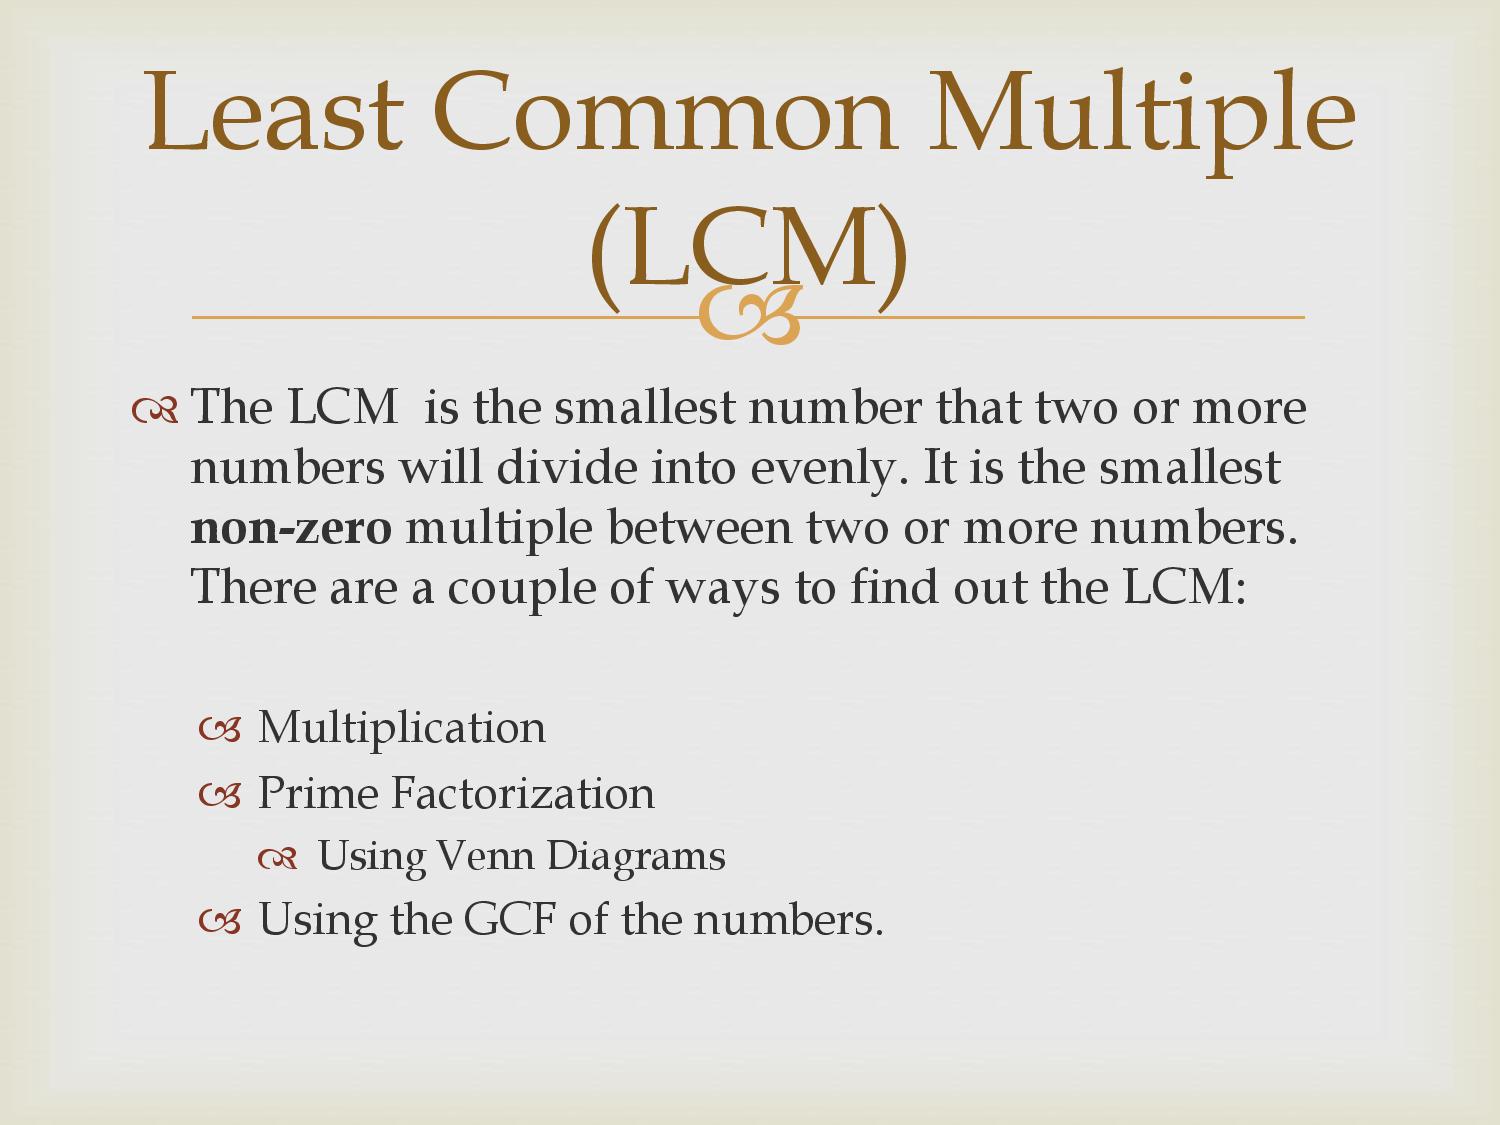 Least Common Multiple
(LCM)
The LCM is the smallest number that two or more
numbers will divide into evenly. It is the smallest
non-zero multiple between two or more numbers.
There are a couple of ways to find out the LCM:
Multiplication
Prime Factorization
Using Venn Diagrams
Using the GCF of the numbers.